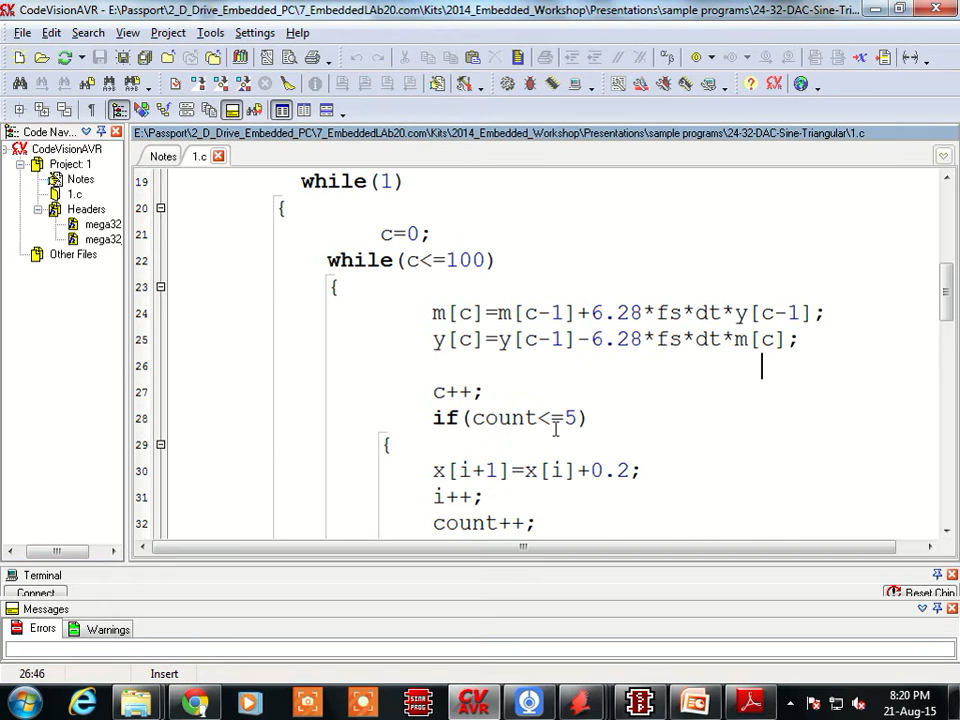 CodeVisionAVR - E:\Passport\2_D_Drive_Embedded_PC\7_EmbeddedLAb20.com\Kits\2014_Embedded_Workshop\Presentations\sample programs\24-32-DAC-Sine-Tri...
File Edit Search View Project Tools Settings Help
Code Nav...
E:\Passport\2_D_Drive_Embedded_PC\7_EmbeddedLAb20.com\Kits\2014_Embedded_Workshop\Presentations\sample programs\24-32-DAC-Sine-Triangular\1.c
CodeVisionAVR
Project: 1
Notes
1.c
Headers
mega32
mega32
Other Files
Notes 1.c
19 while(1)
20 {
21 c=0;
22 while(c<=100)
23 {
24 m[c]=m[c-1]+6.28*fs*dt*y[c-1];
25 y[c]=y[c-1]-6.28*fs*dt*m[c];
26
27 c++;
28 if(count<=5)
29 {
30 x[i+1]=x[i]+0.2;
31 i++;
32 count++;
Terminal
Connect Reset Chip
Messages
Errors Warnings
26:46 Insert
CV AVR
8:20 PM
21-Aug-15